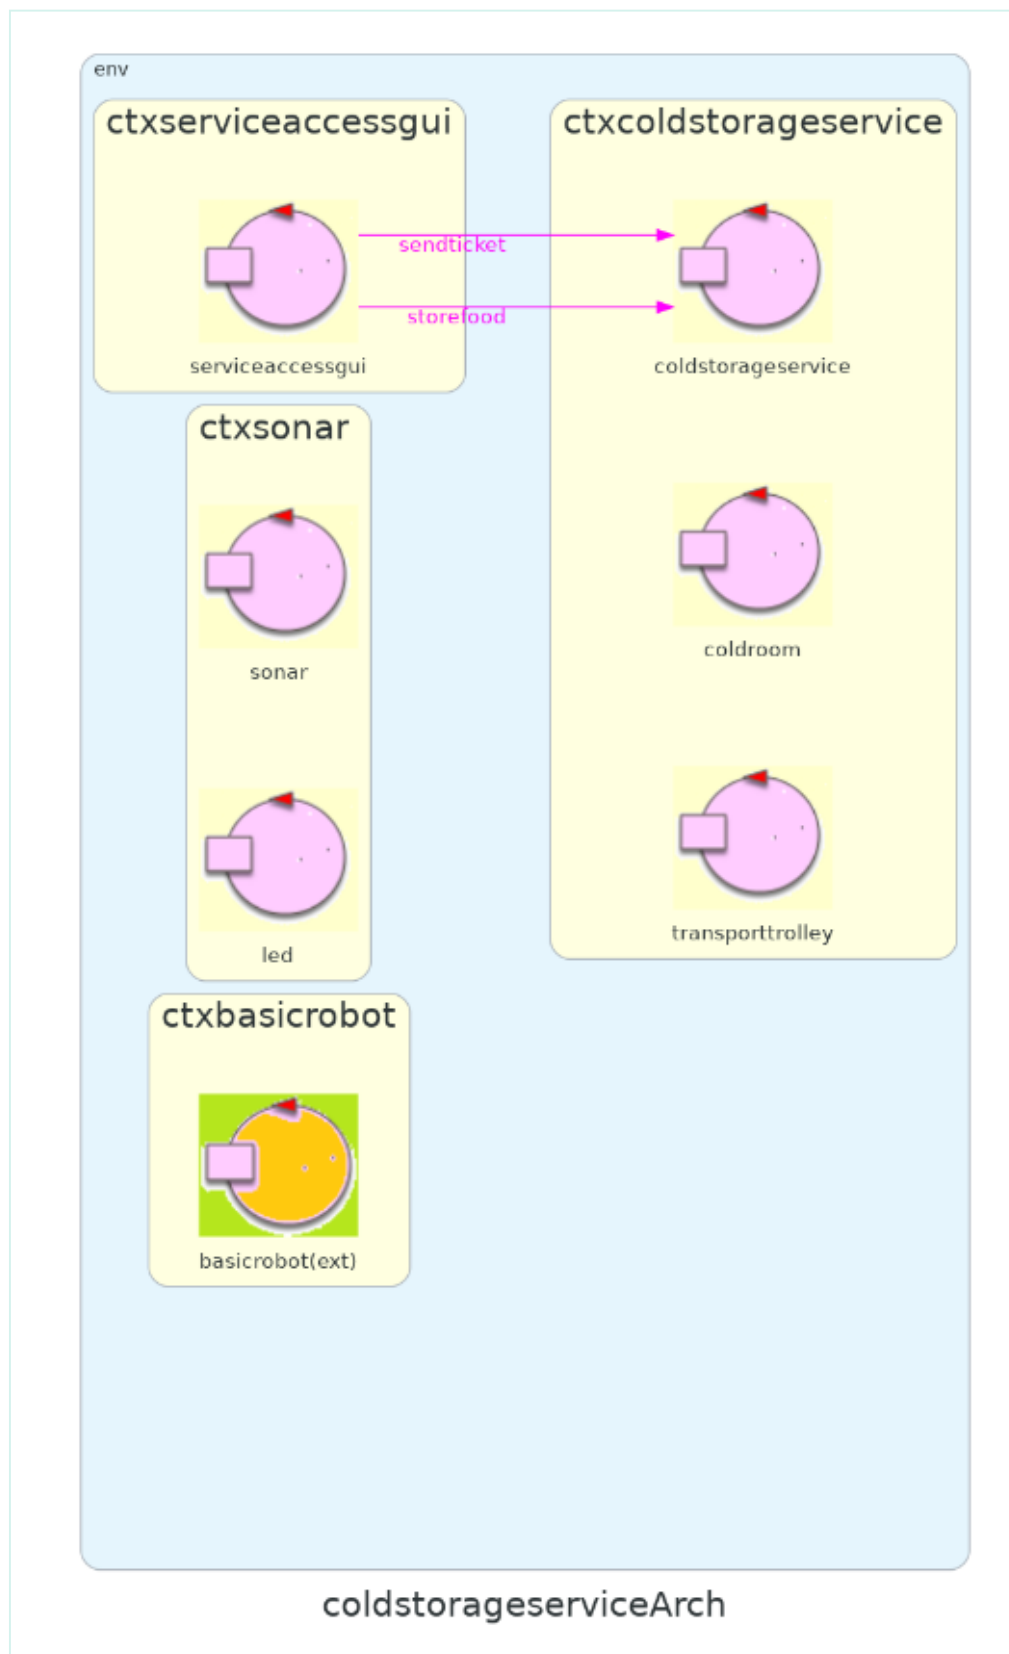 env
ctxserviceaccessgui
sendticket
storefood
serviceaccessgui
ctxcoldstorageservice
coldstorageservice
coldroom
transporttrolley
ctxsonar
sonar
led
ctxbasicrobot
basicrobot(ext)
coldstorageserviceArch